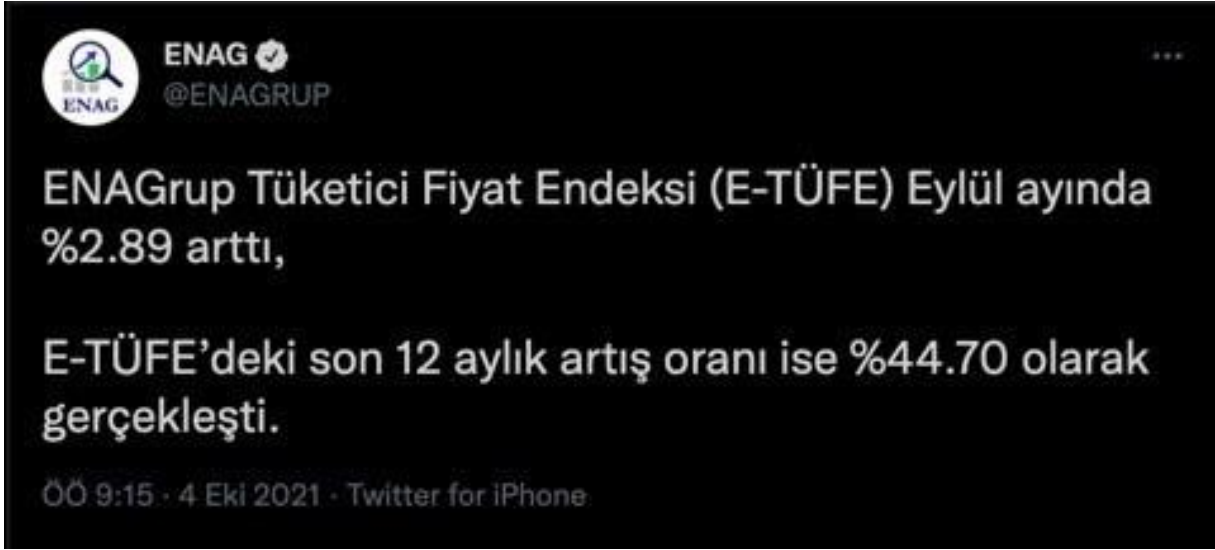 ENAG
@ENAGRUP
ENAG
ENAGrup Tüketici Fiyat Endeksi (E-TÜFE) Eylül ayında
%2.89 arttı,
E-TÜFE’deki son 12 aylık artış oranı ise %44.70 olarak
gerçekleşti.
ÖÖ 9:15 · 4 Eki 2021 · Twitter for iPhone